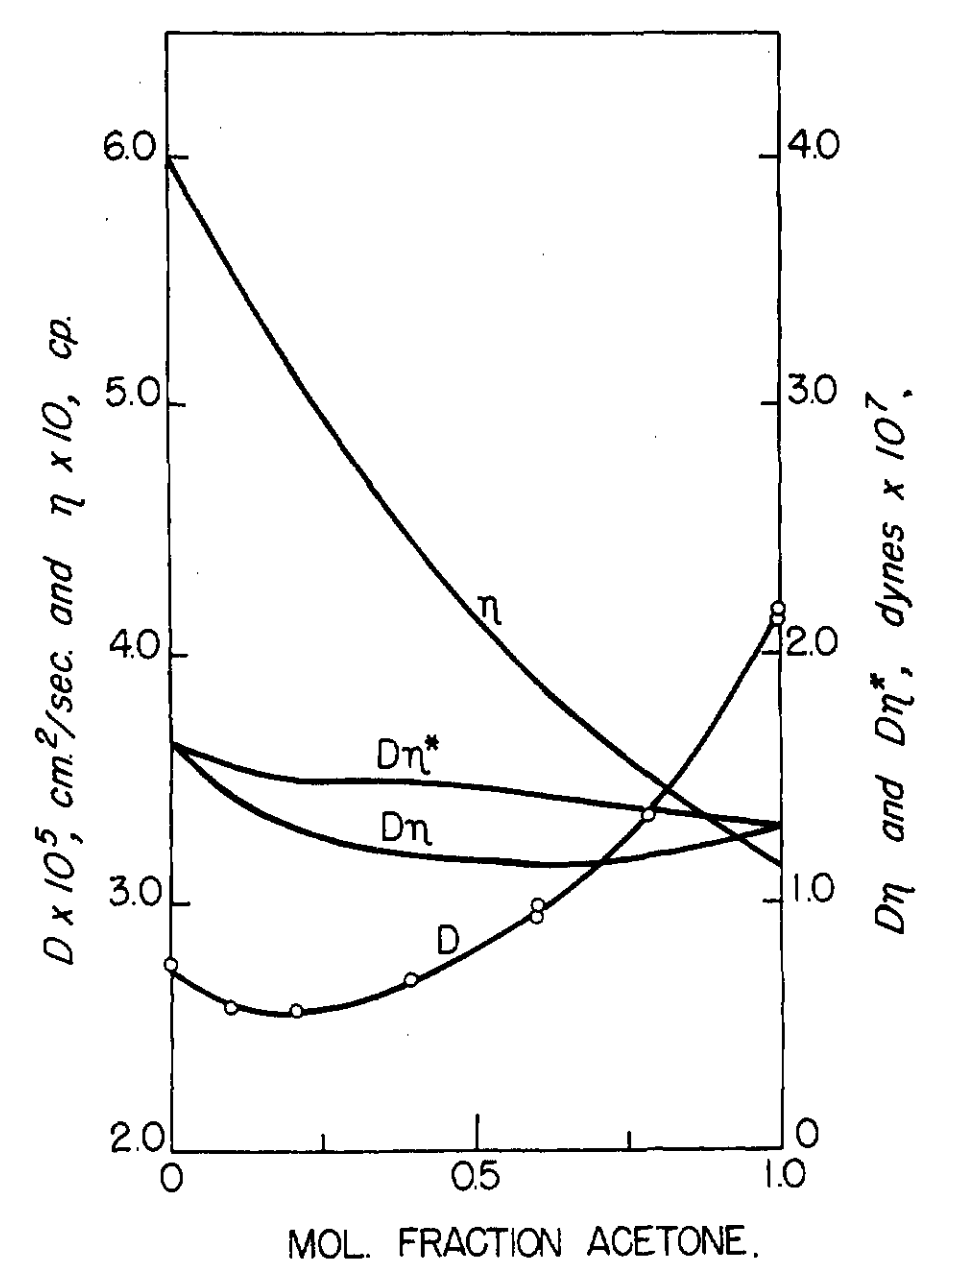 6.0
5.0
4.0
3.0
2.0
D x 10⁵, cm.²/sec. and η x 10, cp.
4.0
3.0
2.0
1.0
0
Dη and Dη*, dynes x 10⁷.
η
Dη*
Dη
D
0
0.5
1.0
MOL. FRACTION ACETONE.